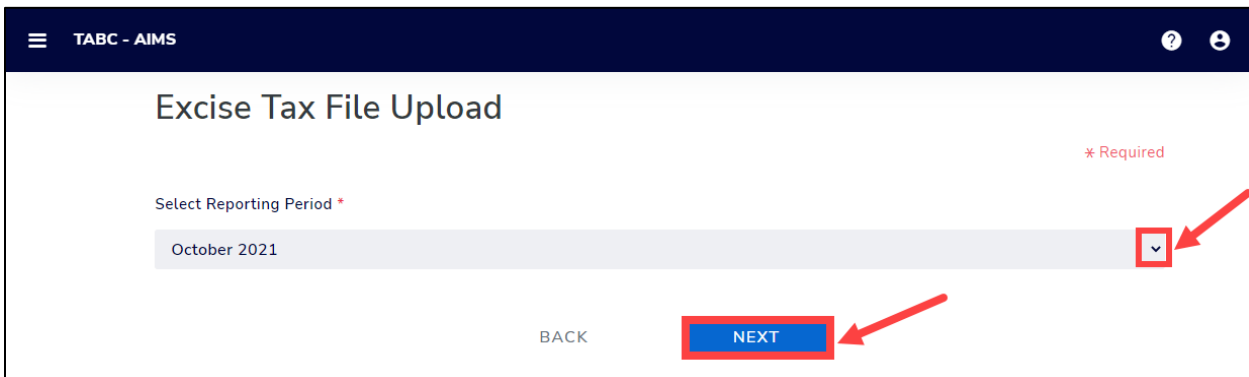 TABC - AIMS
Excise Tax File Upload
* Required
Select Reporting Period *
October 2021
BACK NEXT